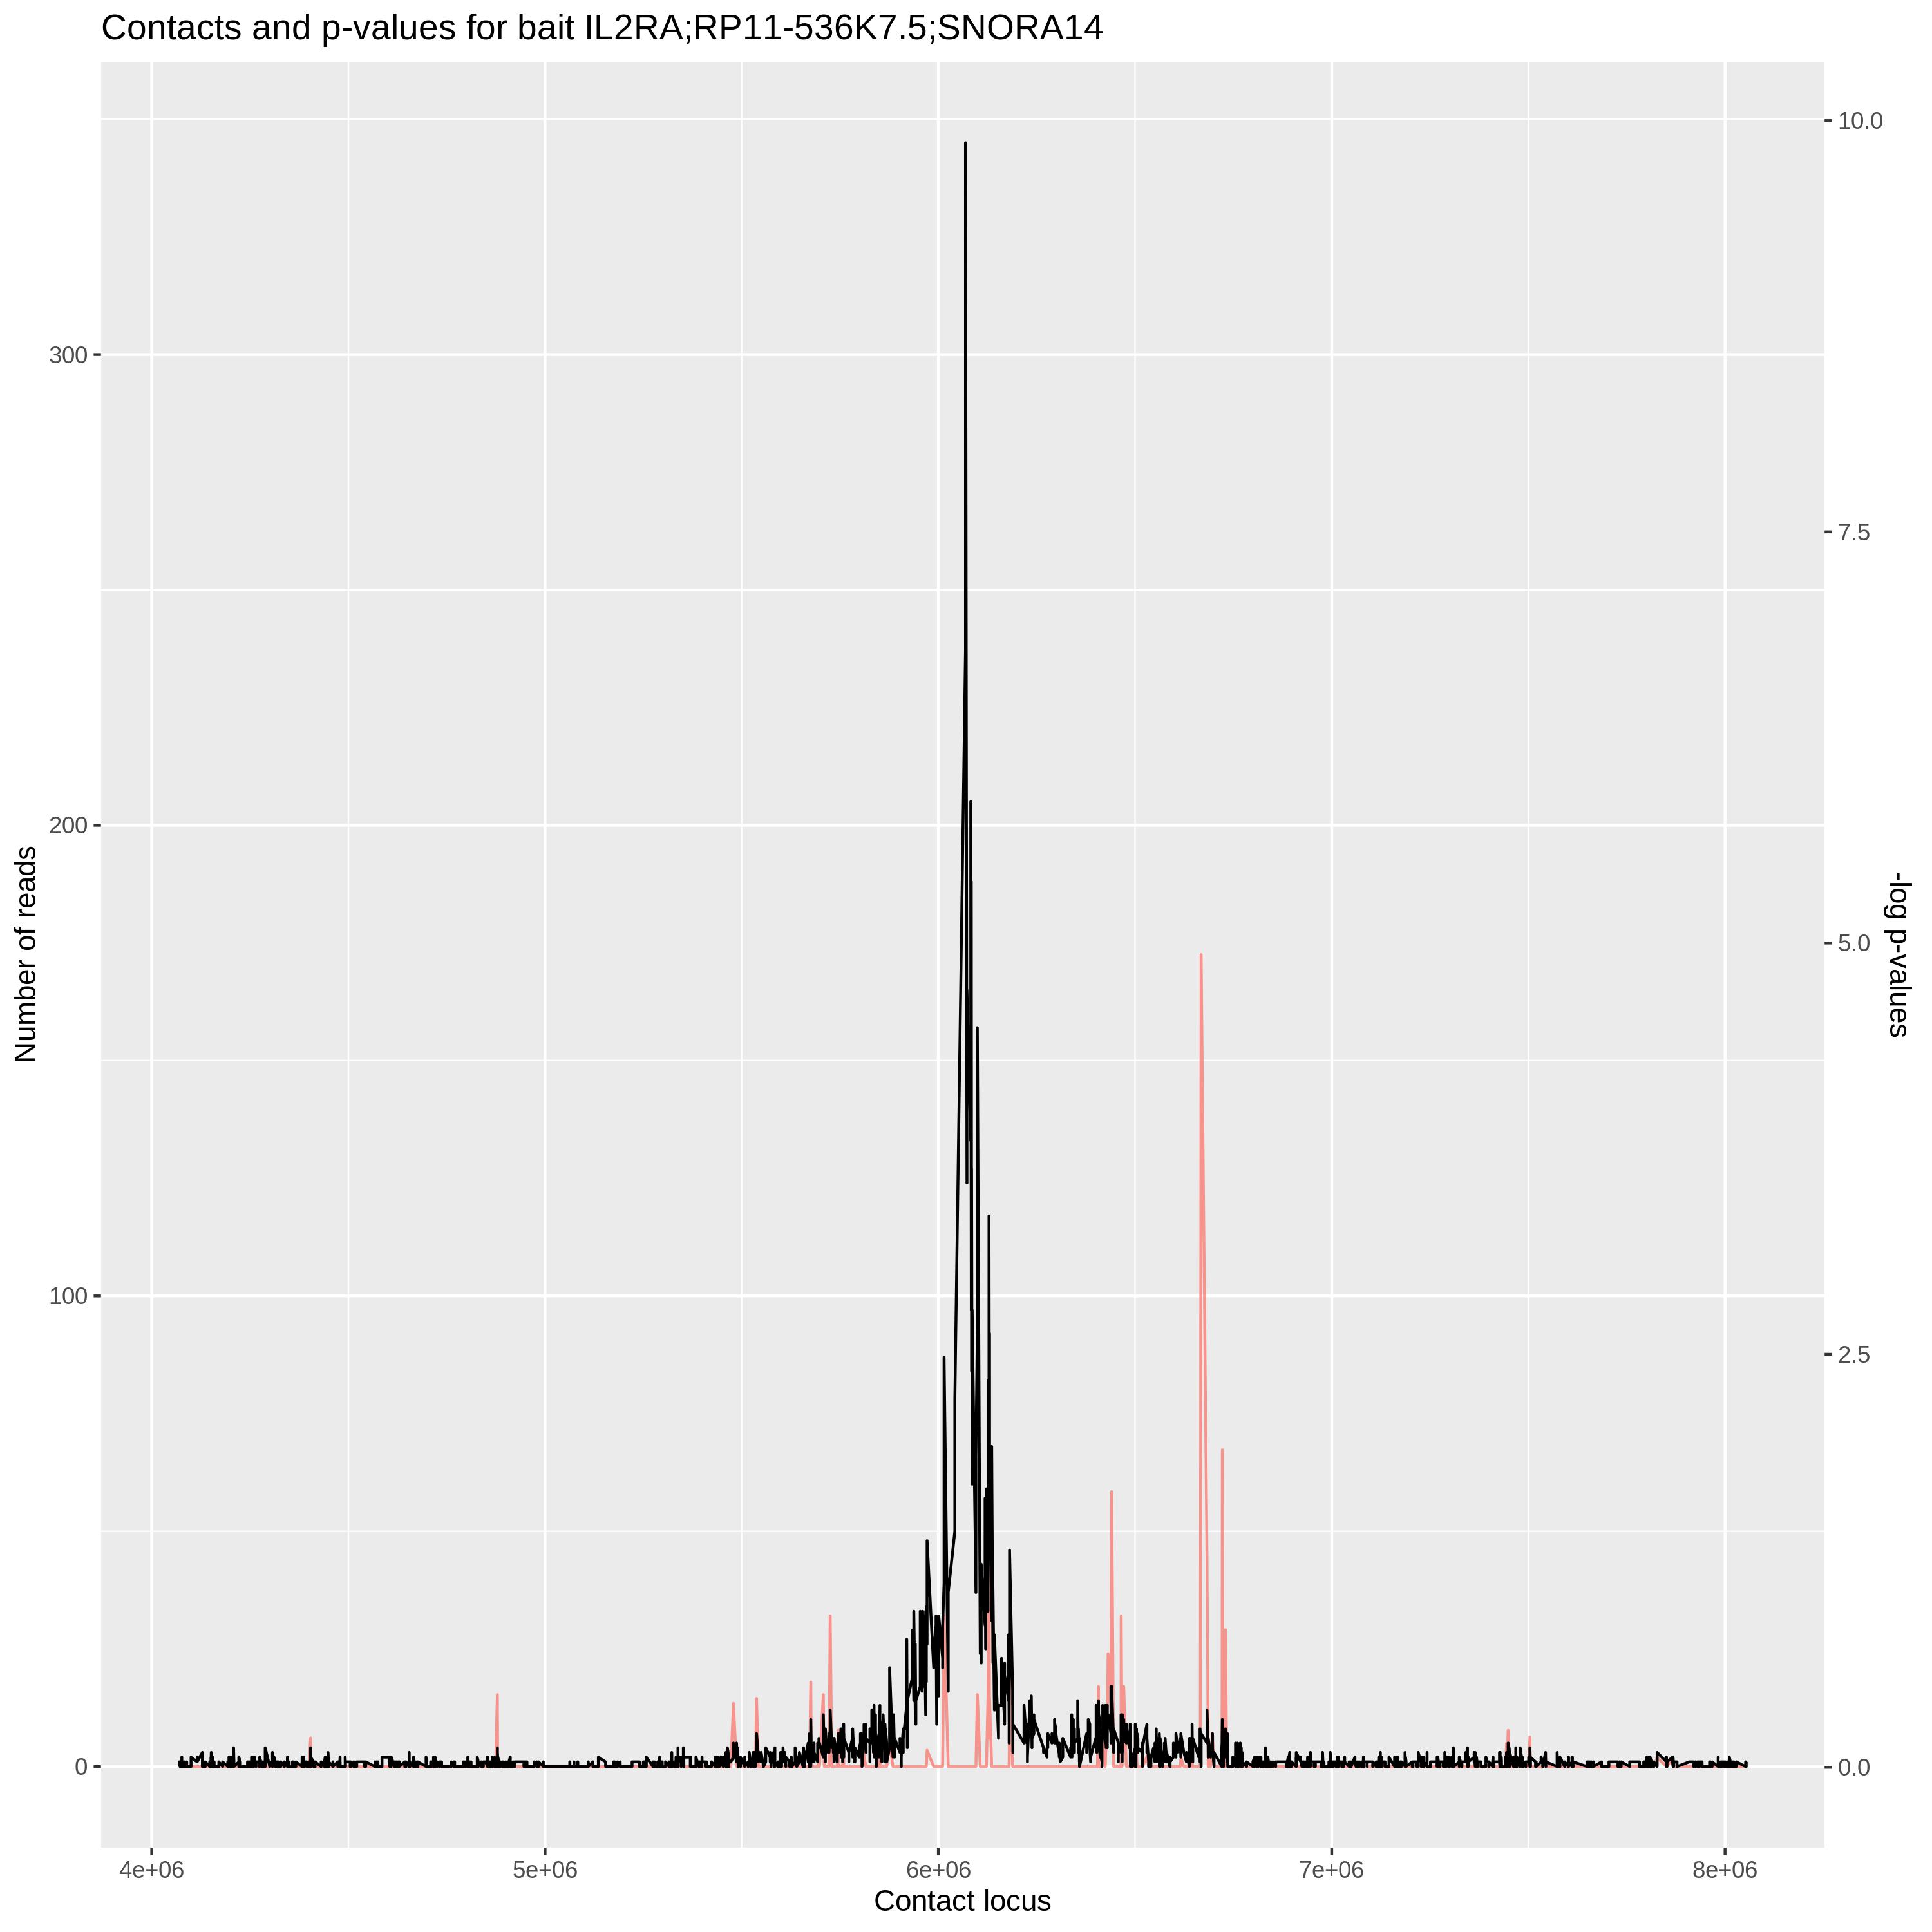 Contacts and p-values for bait IL2RA;RP11-536K7.5;SNORA14
Number of reads
300
200
100
0
10.0
7.5
5.0
2.5
0.0
-log p-values
4e+06
5e+06
6e+06
7e+06
8e+06
Contact locus